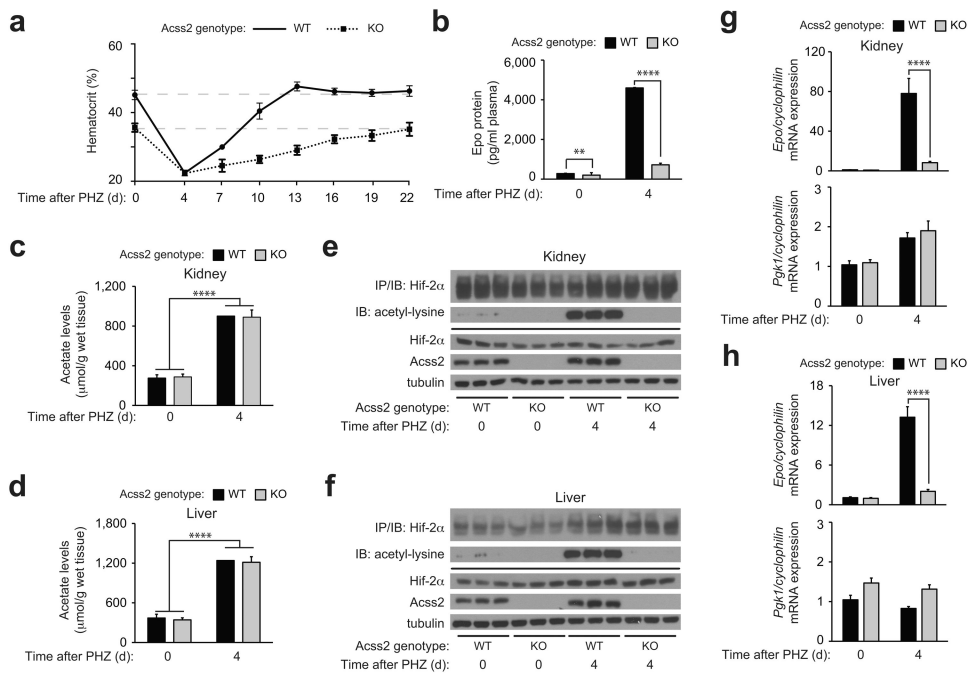 a
Acss2 genotype: WT KO
Hematocrit (%)
60
40
20
Time after PHZ (d): 0 4 7 10 13 16 19 22
b
Acss2 genotype: WT KO
Epo protein
(pg/ml plasma)
6,000
4,000
2,000
0
**
****
Time after PHZ (d): 0 4
c
Acss2 genotype: WT KO
Kidney
Acetate levels
(μmol/g wet tissue)
1,200
800
400
0
****
Time after PHZ (d): 0 4
d
Acss2 genotype: WT KO
Liver
Acetate levels
(μmol/g wet tissue)
1,800
1,200
600
0
****
Time after PHZ (d): 0 4
e
Kidney
IP/IB: Hif-2α
IB: acetyl-lysine
Hif-2α
Acss2
tubulin
Acss2 genotype: WT KO WT KO
Time after PHZ (d): 0 0 4 4
f
Liver
IP/IB: Hif-2α
IB: acetyl-lysine
Hif-2α
Acss2
tubulin
Acss2 genotype: WT KO WT KO
Time after PHZ (d): 0 0 4 4
g
Acss2 genotype: WT KO
Kidney
Epo/cyclophilin
mRNA expression
120
80
40
0
****
Pgk1/cyclophilin
mRNA expression
3
2
1
0
Time after PHZ (d): 0 4
h
Acss2 genotype: WT KO
Liver
Epo/cyclophilin
mRNA expression
18
12
6
0
****
Pgk1/cyclophilin
mRNA expression
3
2
1
0
Time after PHZ (d): 0 4